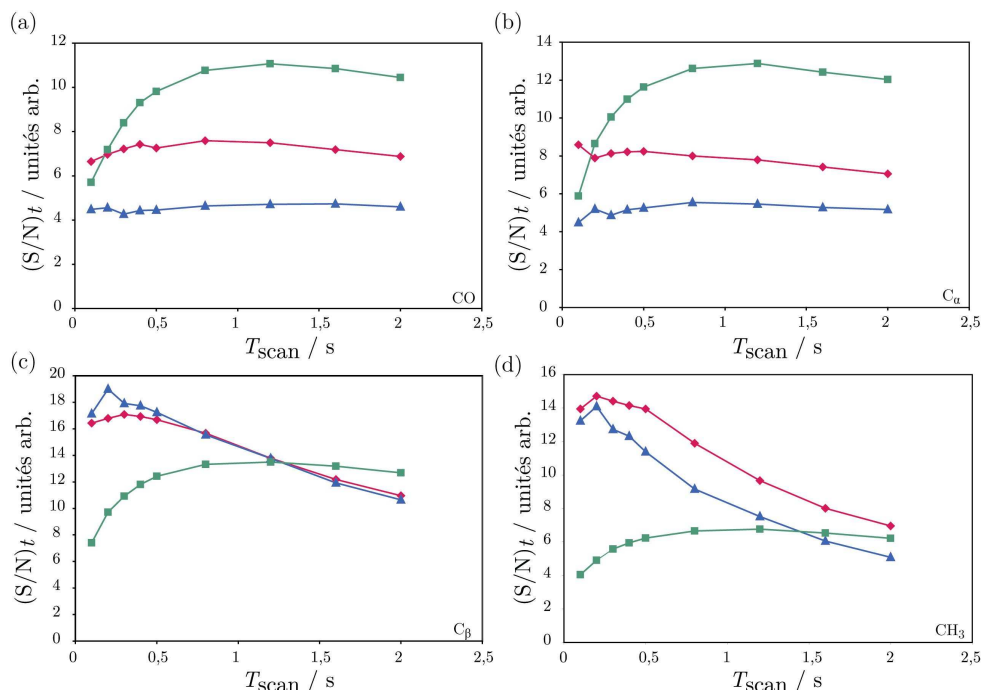 (a)
12
10
8
6
4
2
0
(S/N)t / unités arb.
0 0,5 1 1,5 2 2,5
CO
Tscan / s
(b)
14
12
10
8
6
4
2
0
(S/N)t / unités arb.
0 0,5 1 1,5 2 2,5
Cα
Tscan / s
(c)
20
18
16
14
12
10
8
6
4
2
0
(S/N)t / unités arb.
0 0,5 1 1,5 2 2,5
Cβ
Tscan / s
(d)
16
14
12
10
8
6
4
2
0
(S/N)t / unités arb.
0 0,5 1 1,5 2 2,5
CH3
Tscan / s